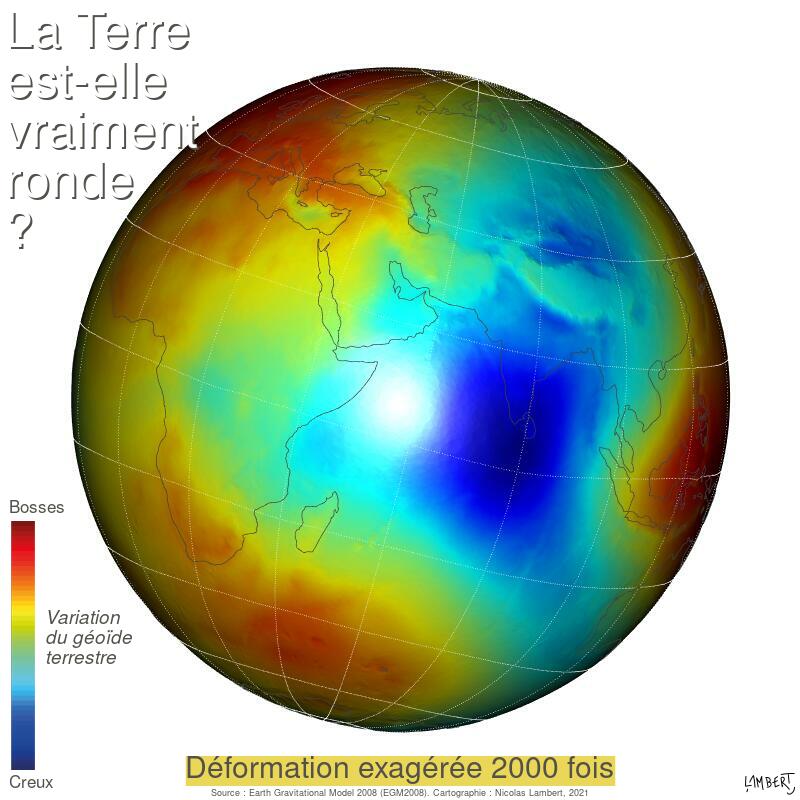 La Terre
est-elle
vraiment
ronde
?
Bosses
Variation
du géoïde
terrestre
Creux
Déformation exagérée 2000 fois
Source : Earth Gravitational Model 2008 (EGM2008). Cartographie : Nicolas Lambert, 2021
LAMBERT